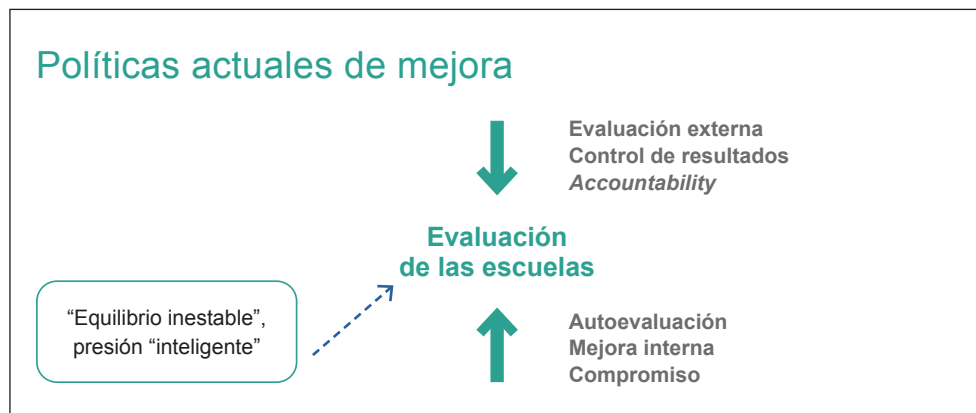 Políticas actuales de mejora
Evaluación externa
Control de resultados
Accountability
Evaluación
de las escuelas
“Equilibrio inestable”,
presión “inteligente”
Autoevaluación
Mejora interna
Compromiso